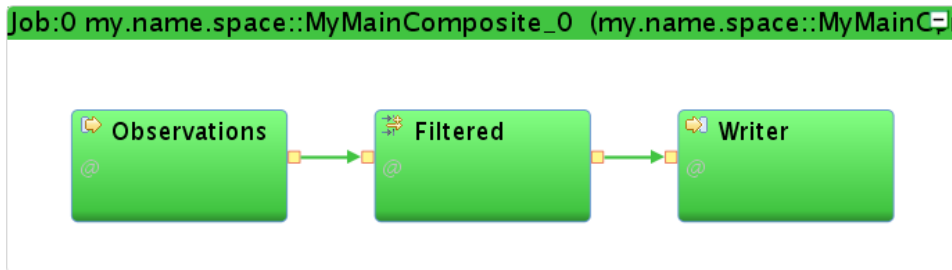 Job:0 my.name.space::MyMainComposite_0 (my.name.space::MyMainC
Observations
@
Filtered
@
Writer
@